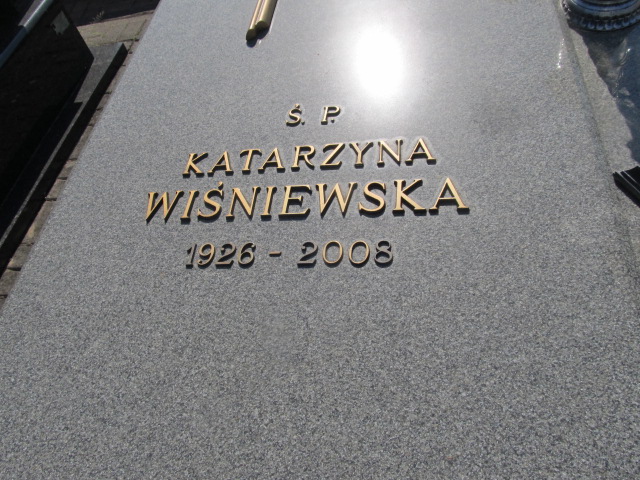 Ś. P.
KATARZYNA
WIŚNIEWSKA
1926 - 2008